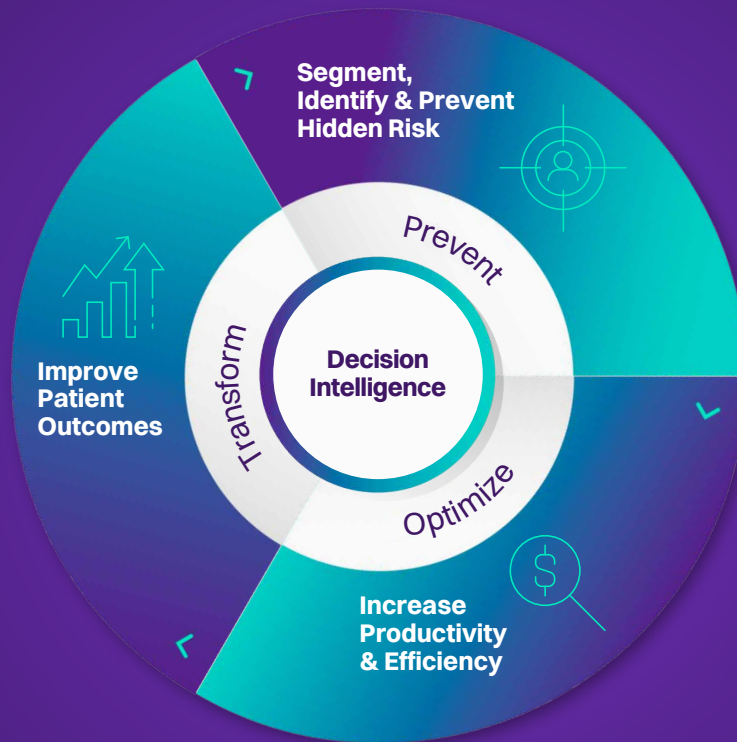 Segment,
Identify & Prevent
Hidden Risk
Prevent
Decision
Intelligence
Transform
Improve
Patient
Outcomes
Optimize
$
Increase
Productivity
& Efficiency